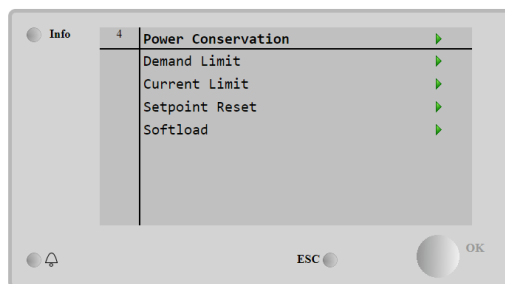 Info
4 Power Conservation
Demand Limit
Current Limit
Setpoint Reset
Softload
ESC
OK